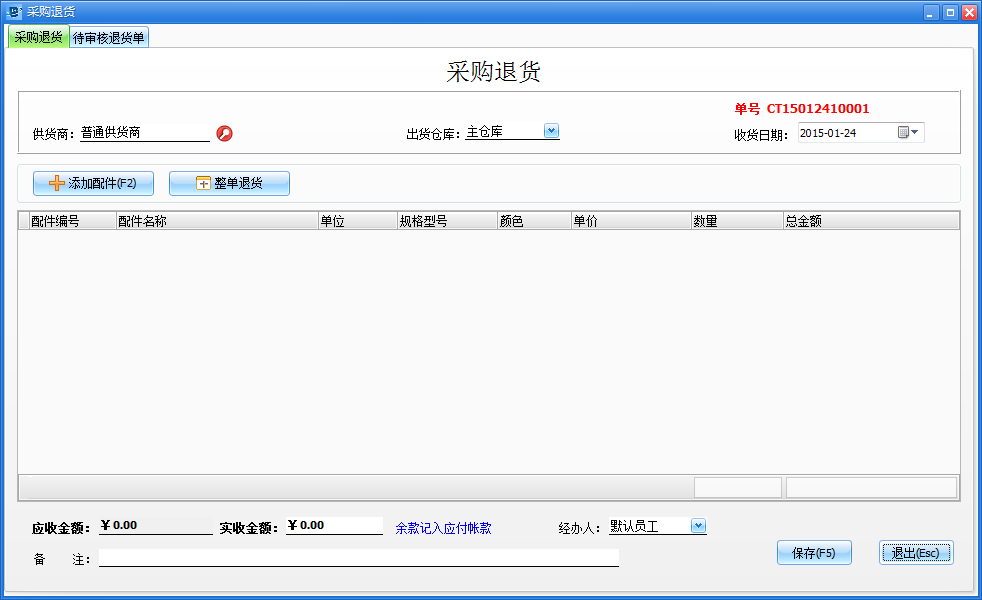 采购退货
采购退货 待审核退货单
采购退货
单号 CT15012410001
供货商： 普通供货商 出货仓库： 主仓库 收货日期： 2015-01-24
添加配件(F2) 整单退货
配件编号 配件名称 单位 规格型号 颜色 单价 数量 总金额
应收金额： ¥ 0.00 实收金额： ¥ 0.00 余款记入应付帐款 经办人： 默认员工
备 注：
保存(F5) 退出(Esc)